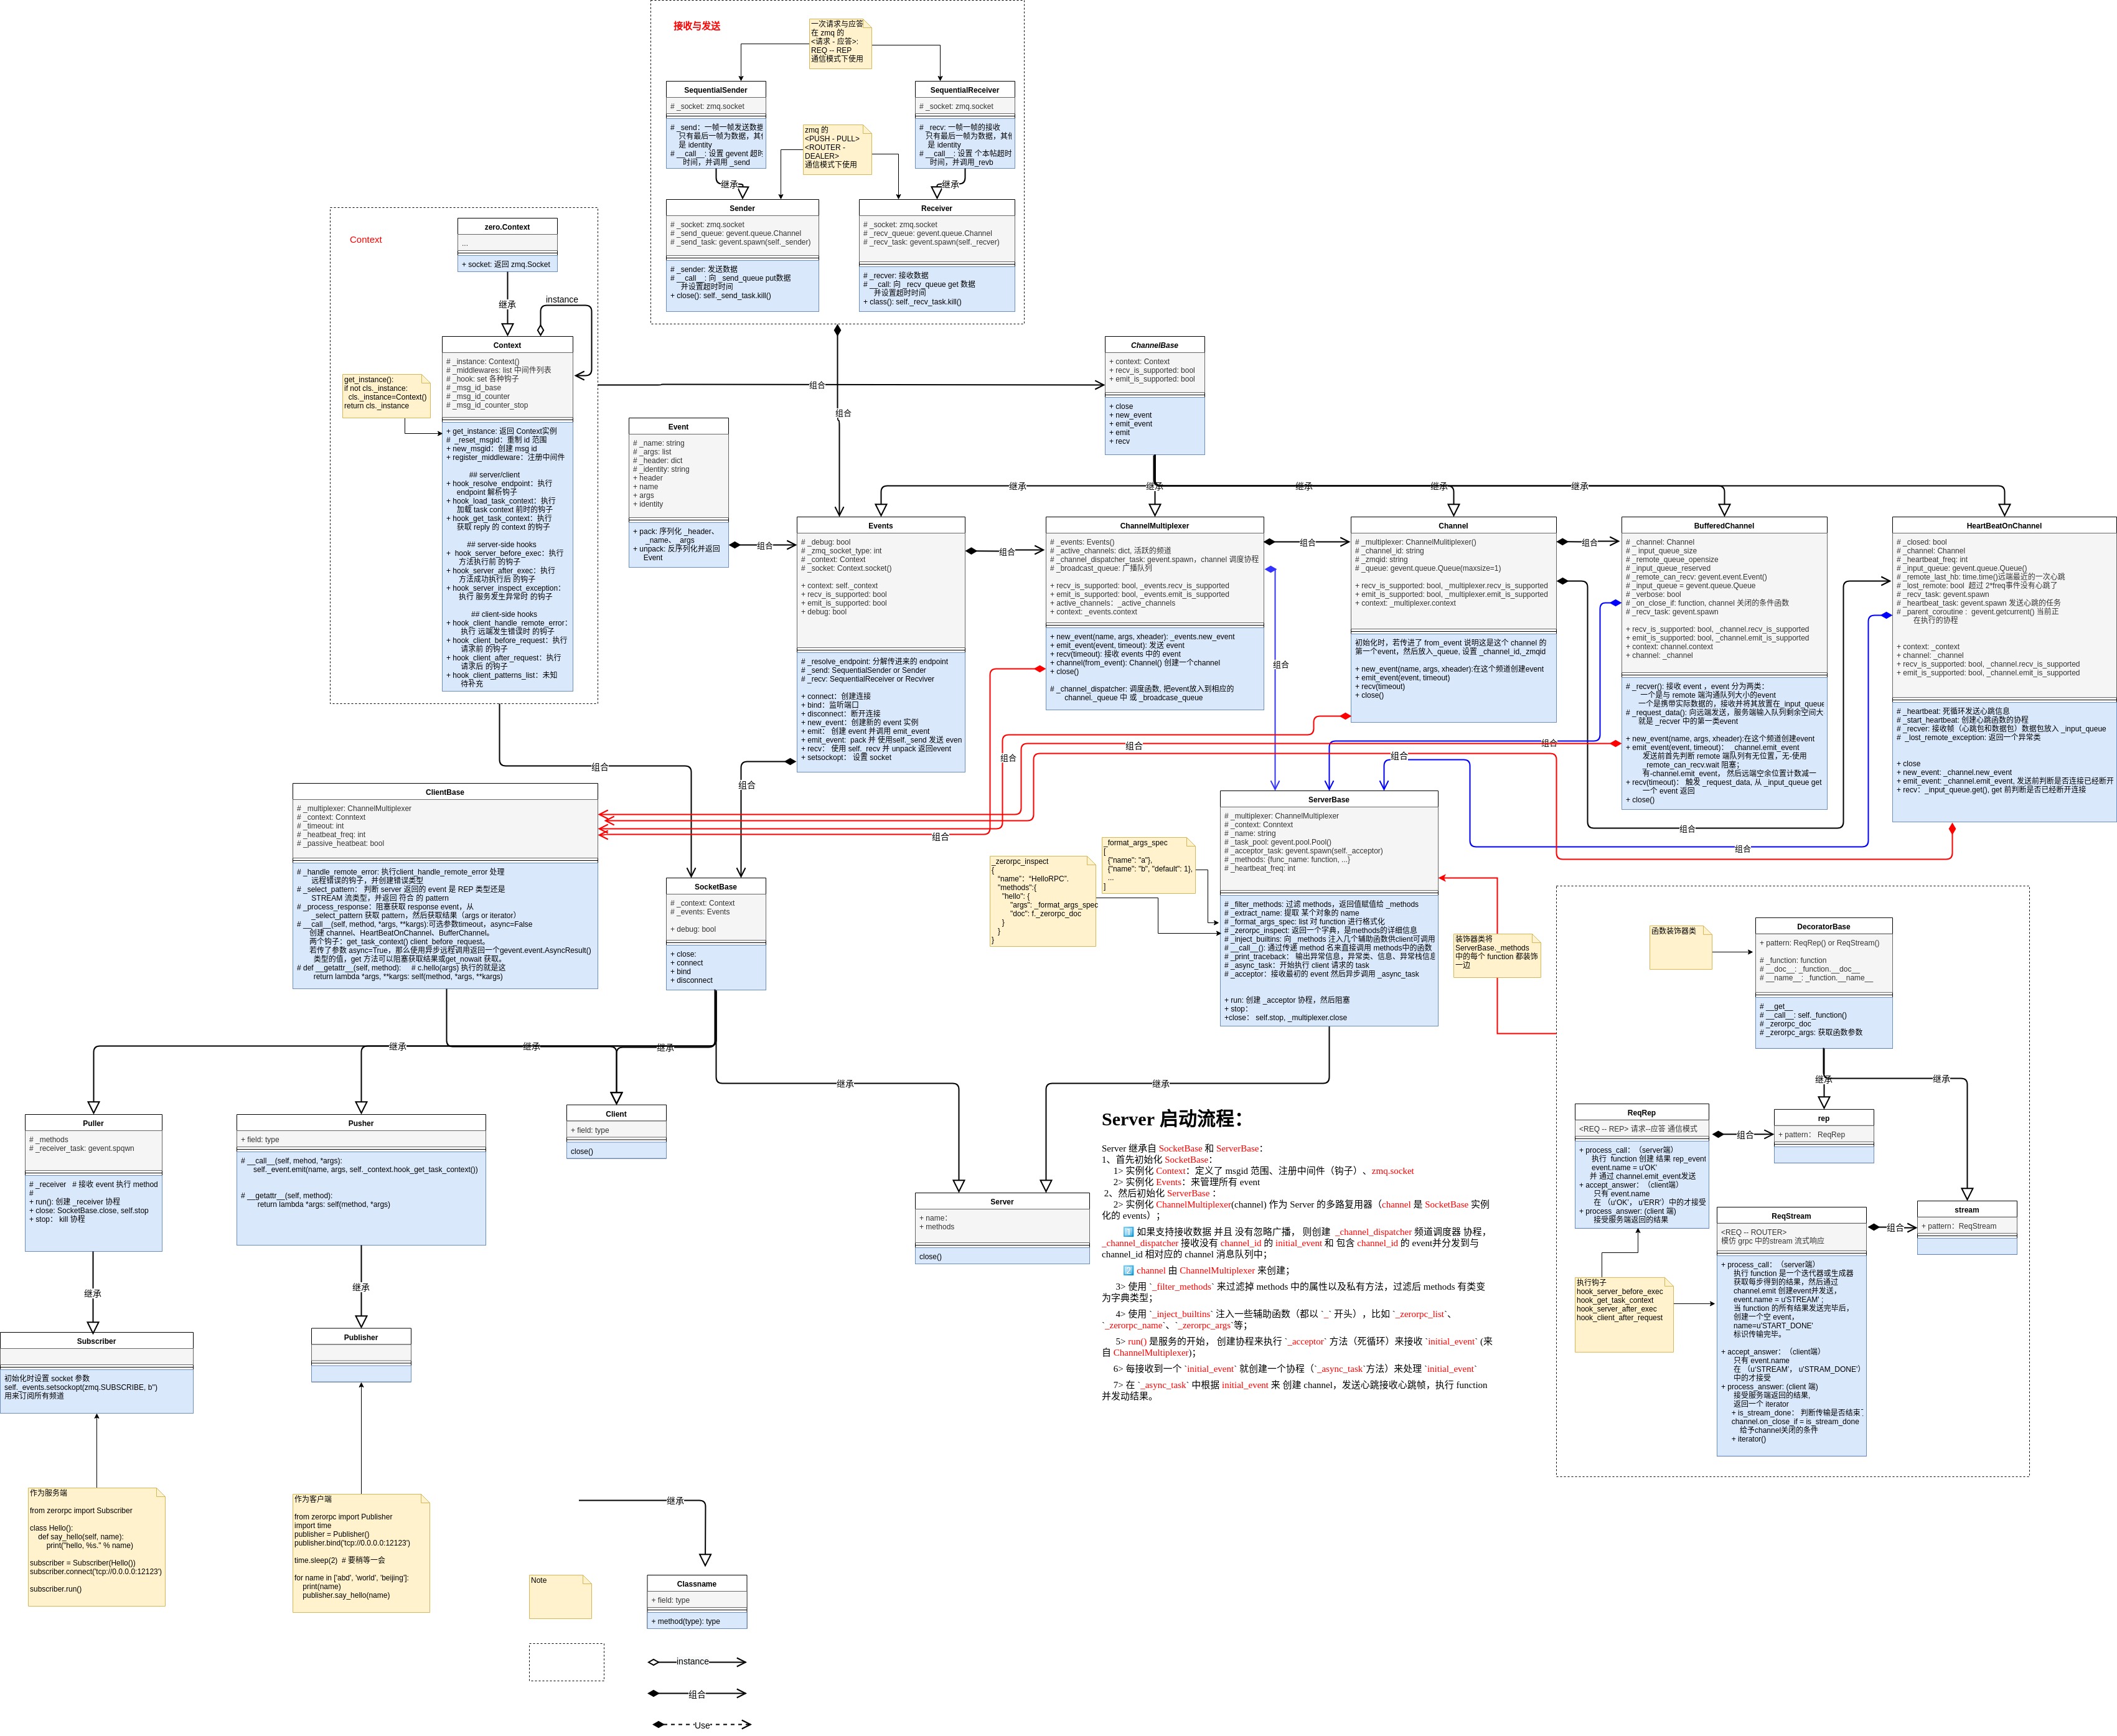 接收与发送
一次请求与应答
在 zmq 的
<请求 - 应答>:
REQ -- REP
通信模式下使用
SequentialSender
# _socket: zmq.socket
# _send：一帧一帧发送数据
只有最后一帧为数据，其他
是 identity
# __call__: 设置 gevent 超时
时间，并调用 _send
SequentialReceiver
# _socket: zmq.socket
# _recv: 一帧一帧的接收
只有最后一帧为数据，其他
是 identity
# __call__: 设置 个本帖超时
时间，并调用_revb
zmq 的
<PUSH - PULL>
<ROUTER -
DEALER>
通信模式下使用
继承
继承
Sender
# _socket: zmq.socket
# _send_queue: gevent.queue.Channel
# _send_task: gevent.spawn(self._sender)
# _sender: 发送数据
# __call__: 向 _send_queue put数据
并设置超时时间
+ close(): self._send_task.kill()
Receiver
# _socket: zmq.socket
# _recv_queue: gevent.queue.Channel
# _recv_task: gevent.spawn(self._recver)
# _recver: 接收数据
# __call: 向 _recv_queue get 数据
并设置超时时间
+ class(): self._recv_task.kill()
Context
zero.Context
...
+ socket: 返回 zmq.Socket
继承
instance
Context
# _instance: Context()
# _middlewares: list 中间件列表
# _hook: set 各种钩子
# _msg_id_base
# _msg_id_counter
# _msg_id_counter_stop
+ get_instance: 返回 Context实例
# _reset_msgid：重制 id 范围
+ new_msgid：创建 msg id
+ register_middleware：注册中间件
## server/client
+ hook_resolve_endpoint：执行
endpoint 解析钩子
+ hook_load_task_context：执行
加载 task context 前时的钩子
+ hook_get_task_context：执行
获取 reply 的 context 的钩子
## server-side hooks
+ hook_server_before_exec：执行
方法执行前 的钩子
+ hook_server_after_exec：执行
方法成功执行后 的钩子
+ hook_server_inspect_exception：
执行 服务发生异常时 的钩子
## client-side hooks
+ hook_client_handle_remote_error：
执行 远端发生错误时 的钩子
+ hook_client_before_request：执行
请求前 的钩子
+ hook_client_after_request：执行
请求后 的钩子
+ hook_client_patterns_list：未知
待补充
get_instance():
if not cls._instance:
cls._instance=Context()
return cls._instance
组合
组合
ChannelBase
+ context: Context
+ recv_is_supported: bool
+ emit_is_supported: bool
+ close
+ new_event
+ emit_event
+ emit
+ recv
Event
# _name: string
# _args: list
# _header: dict
# _identity: string
+ header
+ name
+ args
+ identity
+ pack: 序列化 _header、
_name、 args
+ unpack: 反序列化并返回
Event
组合
继承
继承
继承
继承
继承
Events
# _debug: bool
# _zmq_socket_type: int
# _context: Context
# _socket: Context.socket()
+ context: self._context
+ recv_is_supported: bool
+ emit_is_supported: bool
+ debug: bool
# _resolve_endpoint: 分解传进来的 endpoint
# _send: SequentialSender or Sender
# _recv: SequentialReceiver or Recviver
+ connect：创建连接
+ bind：监听端口
+ disconnect：断开连接
+ new_event：创建新的 event 实例
+ emit： 创建 event 并调用 emit_event
+ emit_event: pack 并 使用self._send 发送 even
+ recv： 使用 self._recv 并 unpack 返回event
+ setsockopt： 设置 socket
组合
ChannelMultiplexer
# _events: Events()
# _active_channels: dict, 活跃的频道
# _channel_dispatcher_task: gevent.spawn，channel 调度协程
# _broadcast_queue: 广播队列
+ recv_is_supported: bool, _events.recv_is_supported
+ emit_is_supported: bool, _events.emit_is_supported
+ active_channels：_active_channels
+ context: _events.context
+ new_event(name, args, xheader): _events.new_event
+ emit_event(event, timeout): 发送 event
+ recv(timeout): 接收 events 中的 event
+ channel(from_event): Channel() 创建一个channel
+ close()
# _channel_dispatcher: 调度函数, 把event放入到相应的
channel._queue 中 或 _broadcast_queue
组合
组合
Channel
# _multiplexer: ChannelMulitiplexer()
# _channel_id: string
# _zmqid: string
# _queue: gevent.queue.Queue(maxsize=1)
+ recv_is_supported: bool, _multiplexer.recv_is_supported
+ emit_is_supported: bool, _multiplexer.emit_is_supported
+ context: _multiplexer.context
初始化时，若传进了 from_event 说明这是这个 channel 的
第一个event，然后放入_queue, 设置 _channel_id,_zmqid
+ new_event(name, args, xheader):在这个频道创建event
+ emit_event(event, timeout)
+ recv(timeout)
+ close()
组合
BufferedChannel
# _channel: Channel
# _ input_queue_size
# _remote_queue_opensize
# _input_queue_reserved
# _remote_can_recv: gevent.event.Event()
# _input_queue = gevent.queue.Queue
# _verbose: bool
# _on_close_if: function, channel 关闭的条件函数
# _recv_task: gevent.spawn
+ recv_is_supported: bool, _channel.recv_is_supported
+ emit_is_supported: bool, _channel.emit_is_supported
+ context: channel.context
+ channel: _channel
# _recver(): 接收 event ，event 分为两类：
一个是与 remote 端沟通队列大小的event
一个是携带实际数据的，接收并将其放置在_input_queue
# _request_data(): 向远端发送，服务端输入队列剩余空间大
就是 _recver 中的第一类event
+ new_event(name, args, xheader):在这个频道创建event
+ emit_event(event, timeout)： _channel.emit_event
发送前首先判断 remote 端队列有无位置，无-使用
_remote_can_recv.wait 阻塞；
有-channel.emit_event， 然后远端空余位置计数减一
+ recv(timeout)： 触发 _request_data, 从 _input_queue get
一个 event 返回
+ close()
HeartBeatOnChannel
# _closed: bool
# _channel: Channel
# _heartbeat_freq: int
# _input_queue: gevent.queue.Queue()
# _remote_last_hb: time.time()远端最近的一次心跳
# _lost_remote: bool 超过 2*freq事件没有心跳了
# _recv_task: gevent.spawn
# _heartbeat_task: gevent.spawn 发送心跳的任务
# _parent_coroutine： gevent.getcurrent() 当前正
在执行的协程
+ context: _context
+ channel: _channel
+ recv_is_supported: bool, _channel.recv_is_supported
+ emit_is_supported: bool, _channel.emit_is_supported
# _heartbeat: 死循环发送心跳信息
# _start_heartbeat: 创建心跳函数的协程
# _recver: 接收帧（心跳包和数据包）数据包放入 _input_queue
# _lost_remote_exception: 返回一个异常类
+ close
+ new_event: _channel.new_event
+ emit_event: _channel.emit_event, 发送前判断是否连接已经断开
+ recv：_input_queue.get(), get 前判断是否已经断开连接
组合
组合
组合
组合
组合
组合
组合
组合
组合
组合
ClientBase
# _multiplexer: ChannelMultiplexer
# _context: Conntext
# _timeout: int
# _heatbeat_freq: int
# _passive_heatbeat: bool
# _handle_remote_error: 执行client_handle_remote_error 处理
远程错误的钩子，并创建错误类型
# _select_pattern： 判断 server 返回的 event 是 REP 类型还是
STREAM 流类型，并返回 符合 的 pattern
# _process_response：阻塞获取 response event，从
_select_pattern 获取 pattern，然后获取结果（args or iterator）
# __call__(self, method, *args, **kargs):可选参数timeout，async=False
创建 channel、HeartBeatOnChannel、BufferChannel。
两个钩子：get_task_context() client_before_request。
若传了参数 async=True，那么使用异步远程调用返回一个gevent.event.AsyncResult()
类型的值，get 方法可以阻塞获取结果或get_nowait 获取。
# def __getattr__(self, method): # c.hello(args) 执行的就是这
return lambda *args, **kargs: self(method, *args, **kargs)
SocketBase
# _context: Context
# _events: Events
+ debug: bool
+ close:
+ connect
+ bind
+ disconnect
_zerorpc_inspect
{
"name": "HelloRPC".
"methods":{
"hello": {
"args": _format_args_spec
"doc": f._zerorpc_doc
}
}
}
_format_args_spec
[
{"name": "a"},
{"name": "b", "default": 1},
...
]
ServerBase
# _multiplexer: ChannelMultiplexer
# _context: Conntext
# _name: string
# _task_pool: gevent.pool.Pool()
# _acceptor_task: gevent.spawn(self._acceptor)
# _methods: {func_name: function, ...}
# _heartbeat_freq: int
# _filter_methods: 过滤 methods，返回值赋值给 _methods
# _extract_name: 提取 某个对象的 name
# _format_args_spec: list 对 function 进行格式化
# _zerorpc_inspect: 返回一个字典，是methods的详细信息
# _inject_builtins: 向 _methods 注入几个辅助函数供client可调用
# __call__(): 通过传递 method 名来直接调用 methods中的函数
# _print_traceback： 输出异常信息，异常类、信息、异常栈信息
# _async_task：开始执行 client 请求的 task
# _acceptor：接收最初的 event 然后异步调用 _async_task
+ run: 创建 _acceptor 协程，然后阻塞
+ stop：
+close： self.stop, _multiplexer.close
装饰器类将
ServerBase._methods
中的每个 function 都装饰
一边
函数装饰器类
DecoratorBase
+ pattern: ReqRep() or ReqStream()
# _function: function
# __doc__: _function.__doc__
# __name__: _function.__name__
# __get__
# __call__: self._function()
# _zerorpc_doc
# _zerorpc_args: 获取函数参数
继承
继承
ReqRep
<REQ -- REP> 请求--应答 通信模式
+ process_call：（server端）
执行 function 创建 结果 rep_event
event.name = u'OK'
并 通过 channel.emit_event发送
+ accept_answer：（client端）
只有 event.name
在 （u'OK'，u'ERR'）中的才接受
+ process_answer: (client 端)
接受服务端返回的结果
组合
rep
+ pattern： ReqRep
stream
+ pattern：ReqStream
组合
ReqStream
<REQ -- ROUTER>
模仿 grpc 中的stream 流式响应
+ process_call：（server端）
执行 function 是一个迭代器或生成器
获取每步得到的结果，然后通过
channel.emit 创建event并发送，
event.name = u'STREAM'；
当 function 的所有结果发送完毕后，
创建一个空 event，
name=u'START_DONE'
标识传输完毕。
+ accept_answer：（client端）
只有 event.name
在 （u'STREAM'， u'STRAM_DONE'）
中的才接受
+ process_answer: (client 端)
接受服务端返回的结果，
返回一个 iterator
+ is_stream_done： 判断传输是否结束
channel.on_close_if = is_stream_done
给予channel关闭的条件
+ iterator()
执行钩子
hook_server_before_exec
hook_get_task_context
hook_server_after_exec
hook_client_after_request
继承
继承
继承
继承
继承
Puller
# _methods
# _receiver_task: gevent.spqwn
# _receiver # 接收 event 执行 method
#
+ run(): 创建 _receiver 协程
+ close: SocketBase.close, self.stop
+ stop： kill 协程
Pusher
+ field: type
# __call__(self, mehod, *args):
self._event.emit(name, args, self._context.hook_get_task_context())
# __getattr__(self, method):
return lambda *args: self(method, *args)
Client
+ field: type
close()
Server
+ name：
+ methods
close()
Server 启动流程：
Server 继承自 SocketBase 和 ServerBase：
1、首先初始化 SocketBase：
1> 实例化 Context：定义了 msgid 范围、注册中间件（钩子）、zmq.socket
2> 实例化 Events：来管理所有 event
2、然后初始化 ServerBase ：
2> 实例化 ChannelMultiplexer(channel) 作为 Server 的多路复用器（channel 是 SocketBase 实例
化的 events）；
1 如果支持接收数据 并且 没有忽略广播， 则创建 _channel_dispatcher 频道调度器 协程，
_channel_dispatcher 接收没有 channel_id 的 initial_event 和 包含 channel_id 的 event并分发到与
channel_id 相对应的 channel 消息队列中；
2 channel 由 ChannelMultiplexer 来创建；
3> 使用 `_filter_methods` 来过滤掉 methods 中的属性以及私有方法，过滤后 methods 有类变
为字典类型；
4> 使用 `_inject_builtins` 注入一些辅助函数（都以 `_` 开头），比如 `_zerorpc_list`、
`_zerorpc_name`、`_zerorpc_args`等；
5> run() 是服务的开始， 创建协程来执行 `_acceptor` 方法（死循环）来接收 `initial_event` (来
自 ChannelMultiplexer)；
6> 每接收到一个 `initial_event` 就创建一个协程（`_async_task`方法）来处理 `initial_event`
7> 在 `_async_task` 中根据 initial_event 来 创建 channel，发送心跳接收心跳帧，执行 function
并发动结果。
继承
继承
Subscriber
初始化时设置 socket 参数
self._events.setsockopt(zmq.SUBSCRIBE, b'')
用来订阅所有频道
Publisher
作为服务端
from zerorpc import Subscriber
class Hello():
def say_hello(self, name):
print("hello, %s." % name)
subscriber = Subscriber(Hello())
subscriber.connect('tcp://0.0.0.0:12123')
subscriber.run()
作为客户端
from zerorpc import Publisher
import time
publisher = Publisher()
publisher.bind('tcp://0.0.0.0:12123')
time.sleep(2) # 要稍等一会
for name in ['abd', 'world', 'beijing']:
print(name)
publisher.say_hello(name)
继承
Note
Classname
+ field: type
+ method(type): type
instance
组合
Use